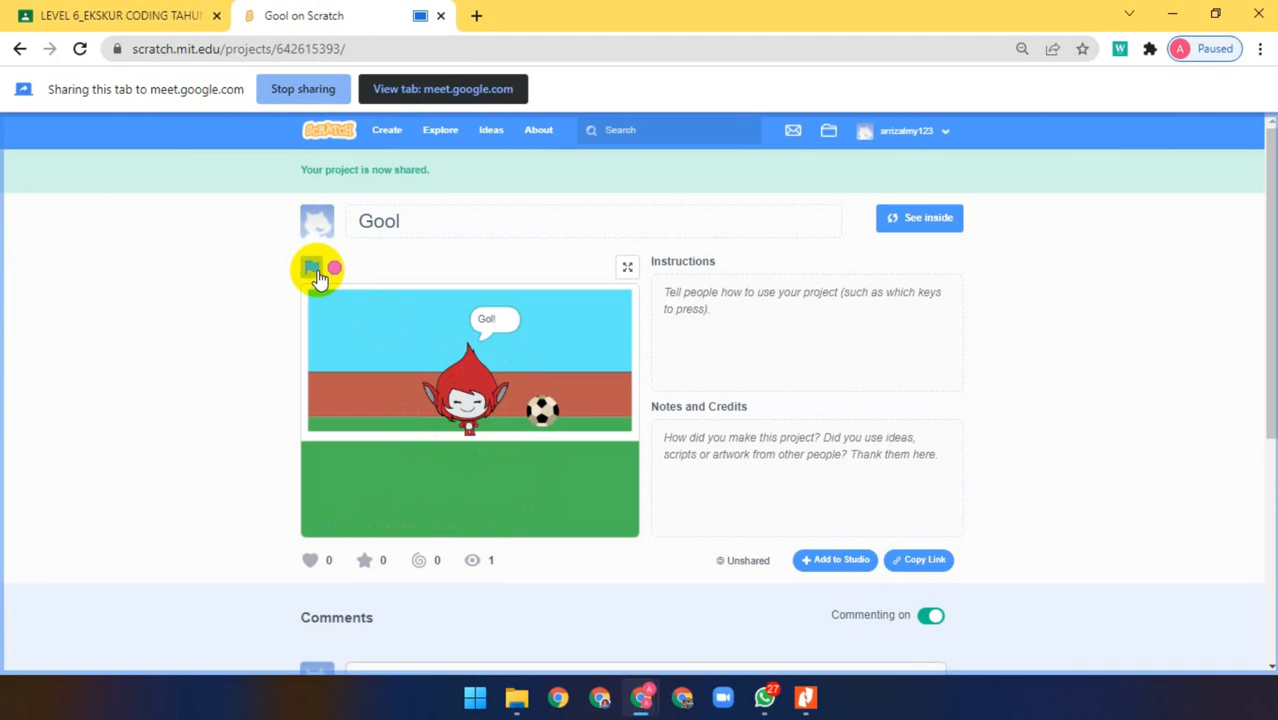 LEVEL 6_EKSKUR CODING TAHU
Gool on Scratch
scratch.mit.edu/projects/642615393/
A
Paused
Sharing this tab to meet.google.com
Stop sharing
View tab: meet.google.com
SCRATCH
Create
Explore
Ideas
About
Search
arrizalmy123
Your project is now shared.
Gool
See inside
Instructions
Tell people how to use your project (such as which keys
to press).
Gol!
Notes and Credits
How did you make this project? Did you use ideas,
scripts or artwork from other people? Thank them here.
0
0
0
1
Unshared
Add to Studio
Copy Link
Comments
Commenting on
27